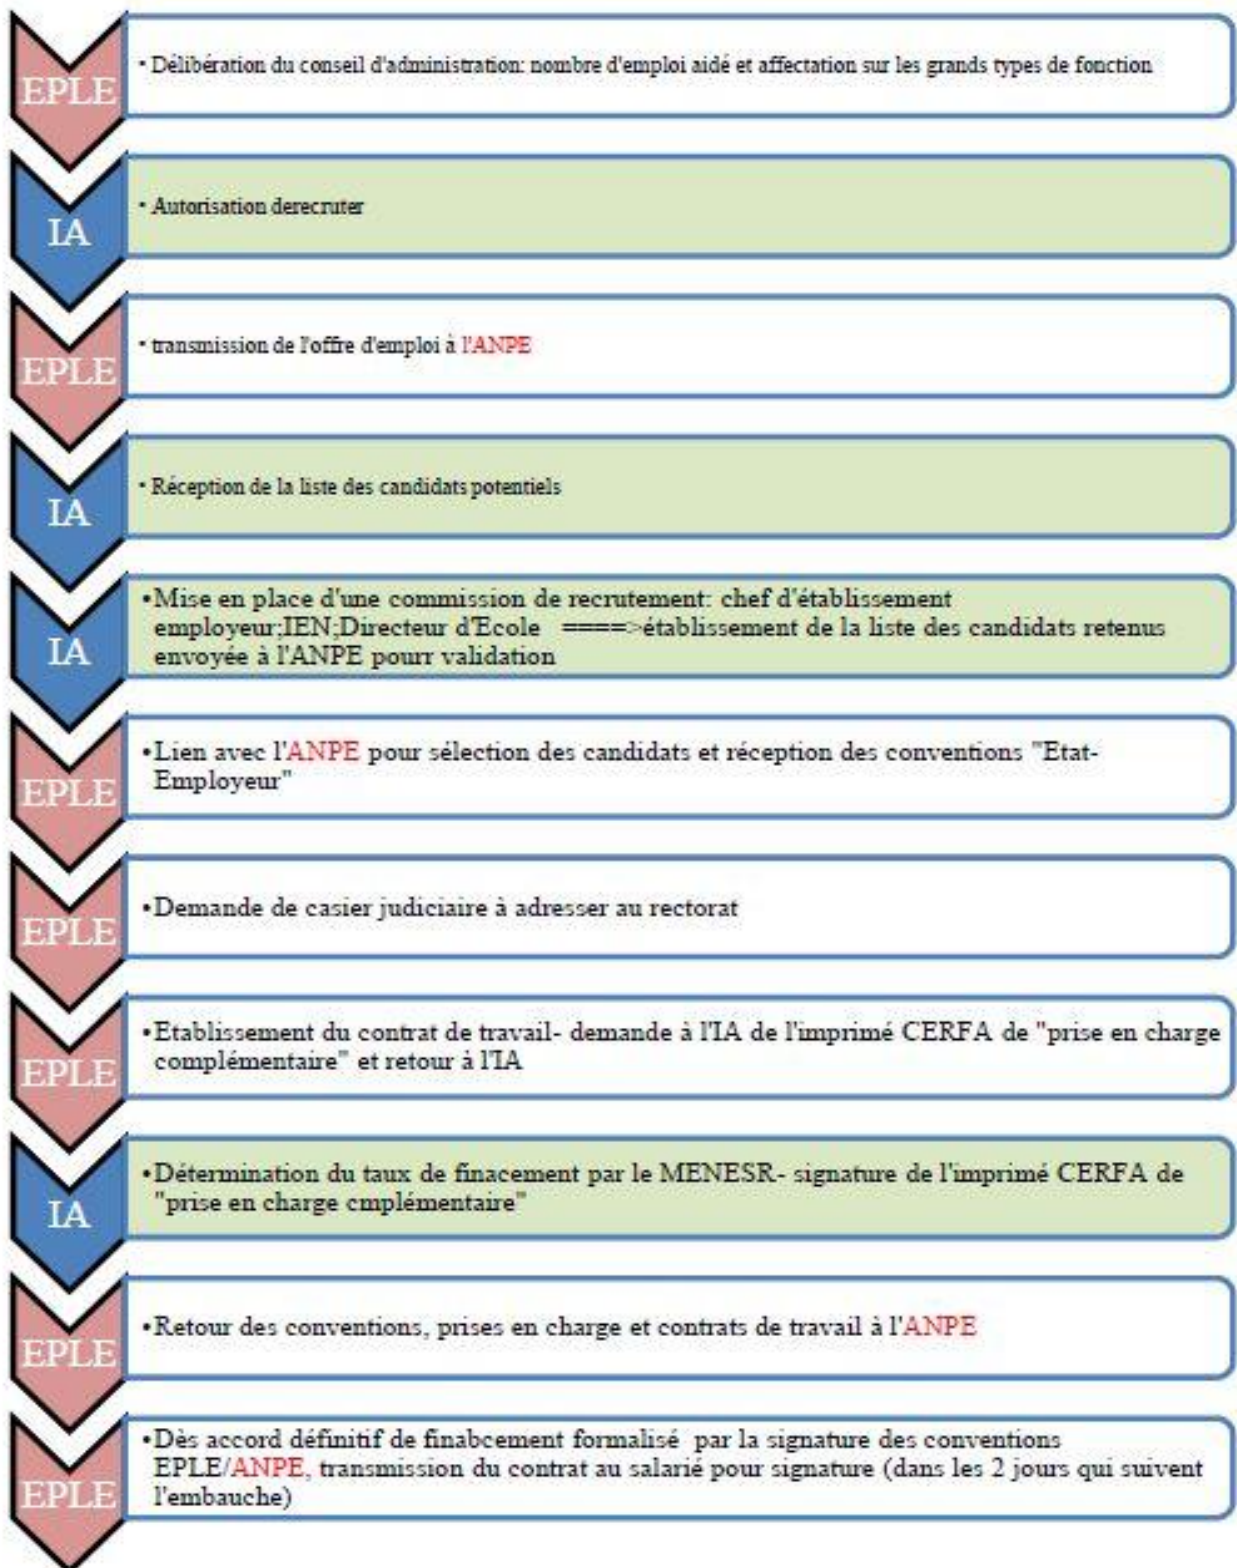 EPLE
• Délibération du conseil d'administration: nombre d'emploi aidé et affectation sur les grands types de fonction
IA
• Autorisation derecruter
EPLE
• transmission de l'offre d'emploi à l'ANPE
IA
• Réception de la liste des candidats potentiels
IA
•Mise en place d'une commission de recrutement: chef d'établissement
employeur;IEN;Directeur d'Ecole ====>établissement de la liste des candidats retenus
envoyée à l'ANPE pourr validation
EPLE
•Lien avec l'ANPE pour sélection des candidats et réception des conventions "Etat-
Employeur"
EPLE
•Demande de casier judiciaire à adresser au rectorat
EPLE
•Etablissement du contrat de travail- demande à l'IA de l'imprimé CERFA de "prise en charge
complémentaire" et retour à l'IA
IA
•Détermination du taux de finacement par le MENESR- signature de l'imprimé CERFA de
"prise en charge cmplémentaire"
EPLE
•Retour des conventions, prises en charge et contrats de travail à l'ANPE
EPLE
•Dès accord définitif de finabcement formalisé par la signature des conventions
EPLE/ANPE, transmission du contrat au salarié pour signature (dans les 2 jours qui suivent
l'embauche)